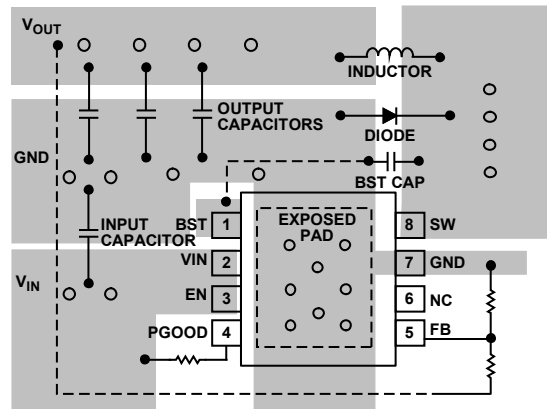 VOUT
INDUCTOR
OUTPUT
CAPACITORS
DIODE
GND
BST CAP
INPUT
CAPACITOR
BST
1
EXPOSED
PAD
8
SW
VIN
2
7
GND
VIN
EN
3
6
NC
PGOOD
4
5
FB